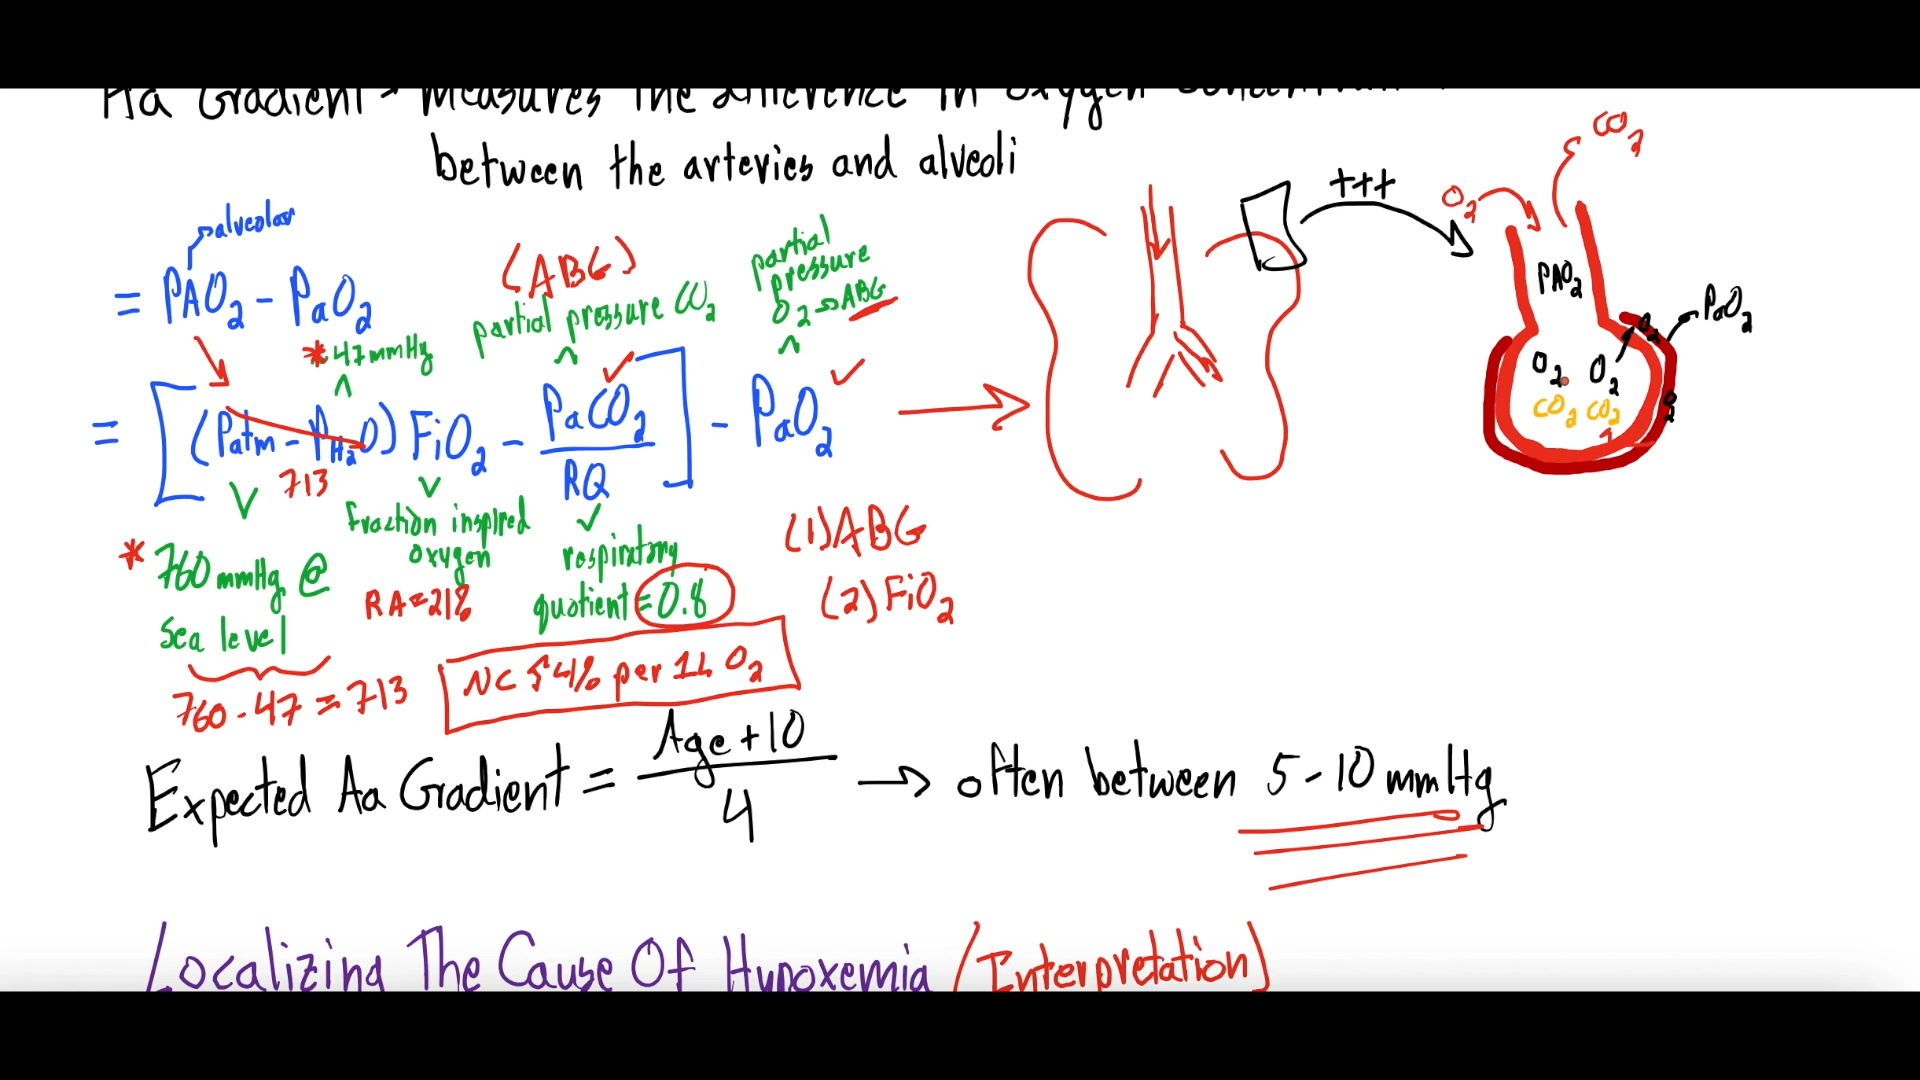 Aa Gradient → Measures the difference in oxygen
between the arteries and alveoli
alveolar
= PAO2 - PaO2
(ABG)
partial pressure CO2
partial
pressure
O2 → ABG
* 47 mmHg
= [(Patm - PH2O) FiO2 - PaCO2 / RQ] - PaO2
713
fraction inspired
oxygen
RA = 21%
respiratory
quotient = 0.8
* 760 mmHg @
Sea level
760 - 47 = 713
NC 4% per 1L O2
(1) ABG
(2) FiO2
Expected Aa Gradient = Age + 10 / 4 → often between 5 - 10 mmHg
Localizing The Cause Of Hypoxemia (Interpretation)
+++
O2
CO2
PAO2
PaO2
O2
O2 O2
CO2 CO2
O2